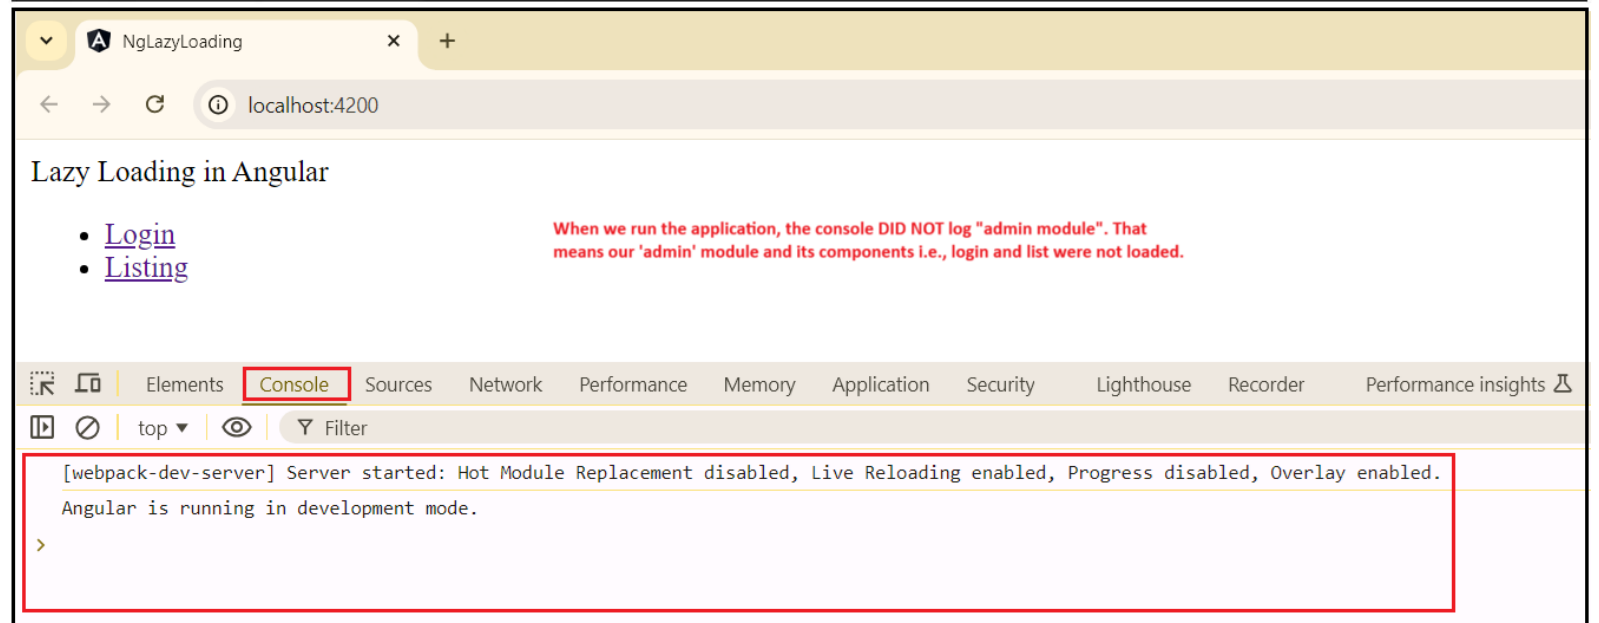 NgLazyLoading
localhost:4200
Lazy Loading in Angular
Login
Listing
When we run the application, the console DID NOT log "admin module". That
means our 'admin' module and its components i.e., login and list were not loaded.
Elements Console Sources Network Performance Memory Application Security Lighthouse Recorder Performance insights
top Filter
[webpack-dev-server] Server started: Hot Module Replacement disabled, Live Reloading enabled, Progress disabled, Overlay enabled.
Angular is running in development mode.